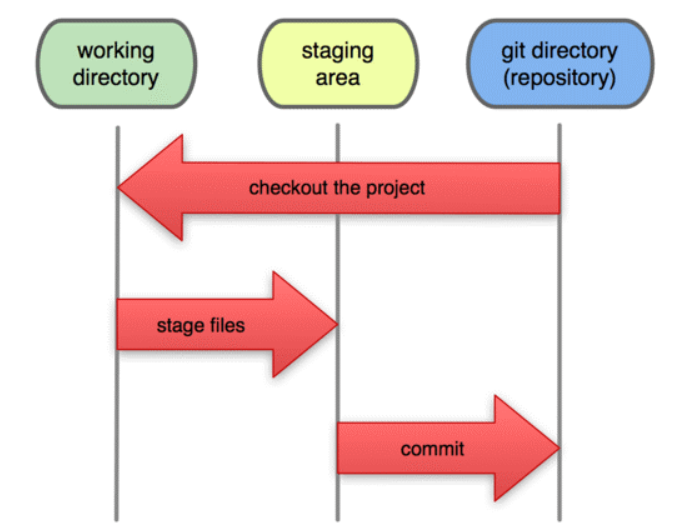 working
directory
staging
area
git directory
(repository)
checkout the project
stage files
commit